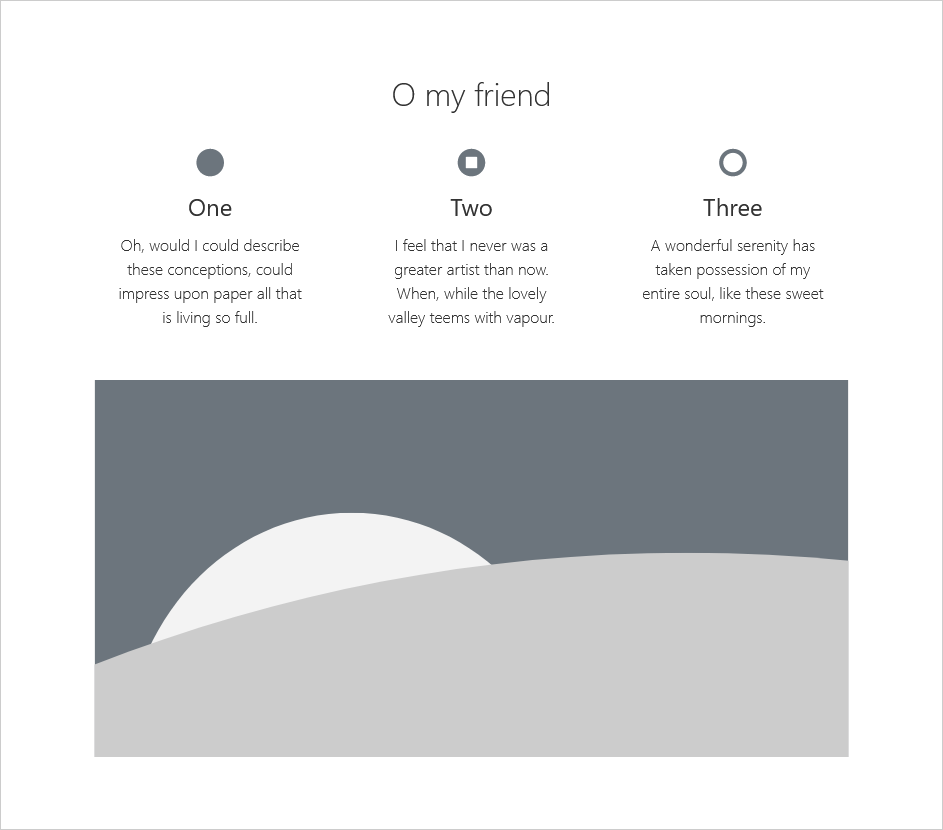 O my friend
One
Oh, would I could describe
these conceptions, could
impress upon paper all that
is living so full.
Two
I feel that I never was a
greater artist than now.
When, while the lovely
valley teems with vapour.
Three
A wonderful serenity has
taken possession of my
entire soul, like these sweet
mornings.